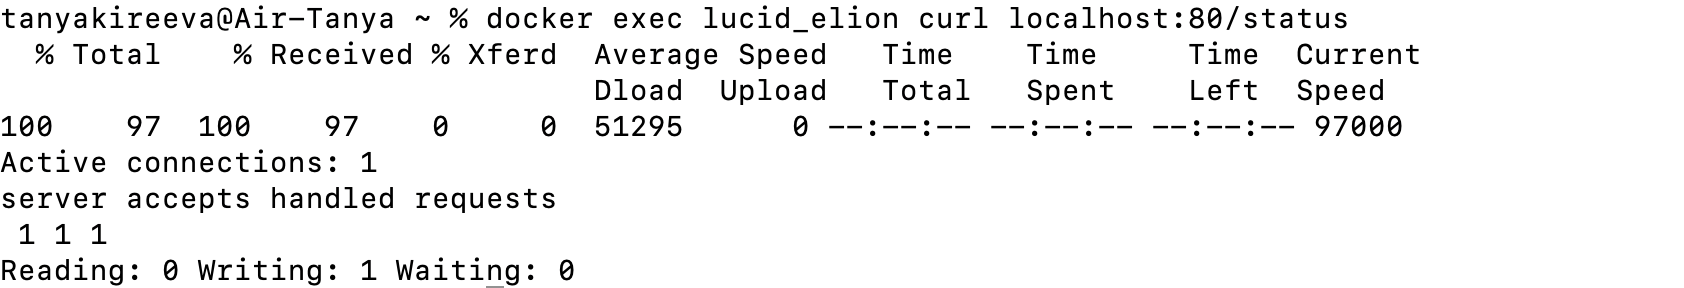 tanyakireeva@Air-Tanya ~ % docker exec lucid_elion curl localhost:80/status
  % Total    % Received % Xferd  Average Speed   Time    Time     Time  Current
                                 Dload  Upload   Total   Spent    Left  Speed
100    97  100    97    0     0  51295      0 --:--:-- --:--:-- --:--:-- 97000
Active connections: 1
server accepts handled requests
 1 1 1
Reading: 0 Writing: 1 Waiting: 0